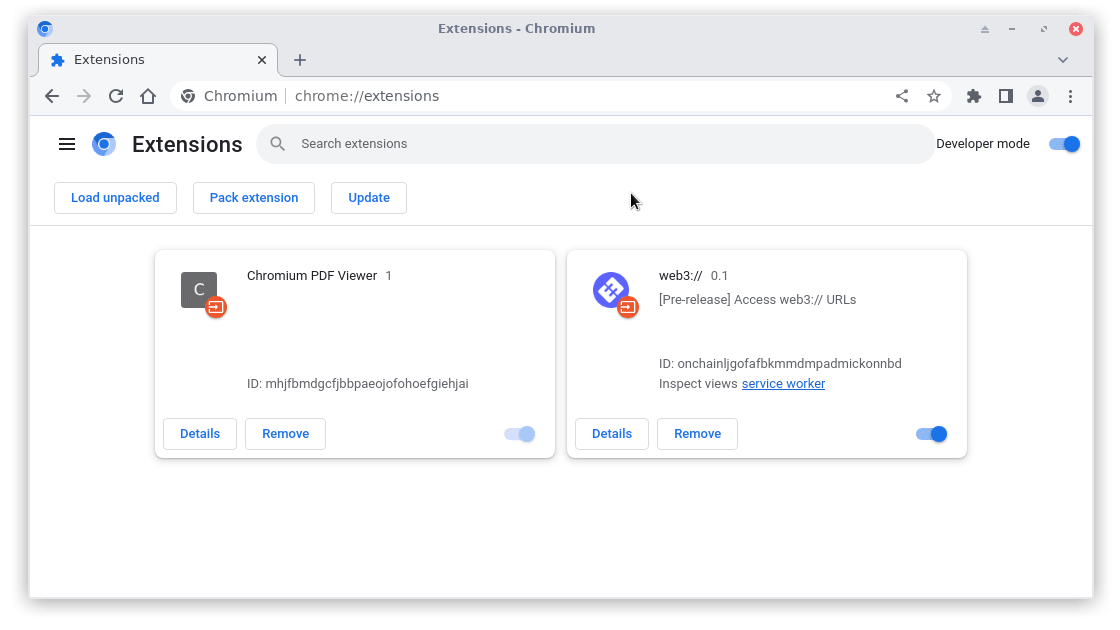 Extensions - Chromium
Extensions
Chromium chrome://extensions
Extensions
Search extensions
Developer mode
Load unpacked
Pack extension
Update
C
Chromium PDF Viewer 1
ID: mhjfbmdgcfjbbpaeojofohoefgiehjai
Details
Remove
web3:// 0.1
[Pre-release] Access web3:// URLs
ID: onchainljgofafbkmmdmpadmickonnbd
Inspect views service worker
Details
Remove